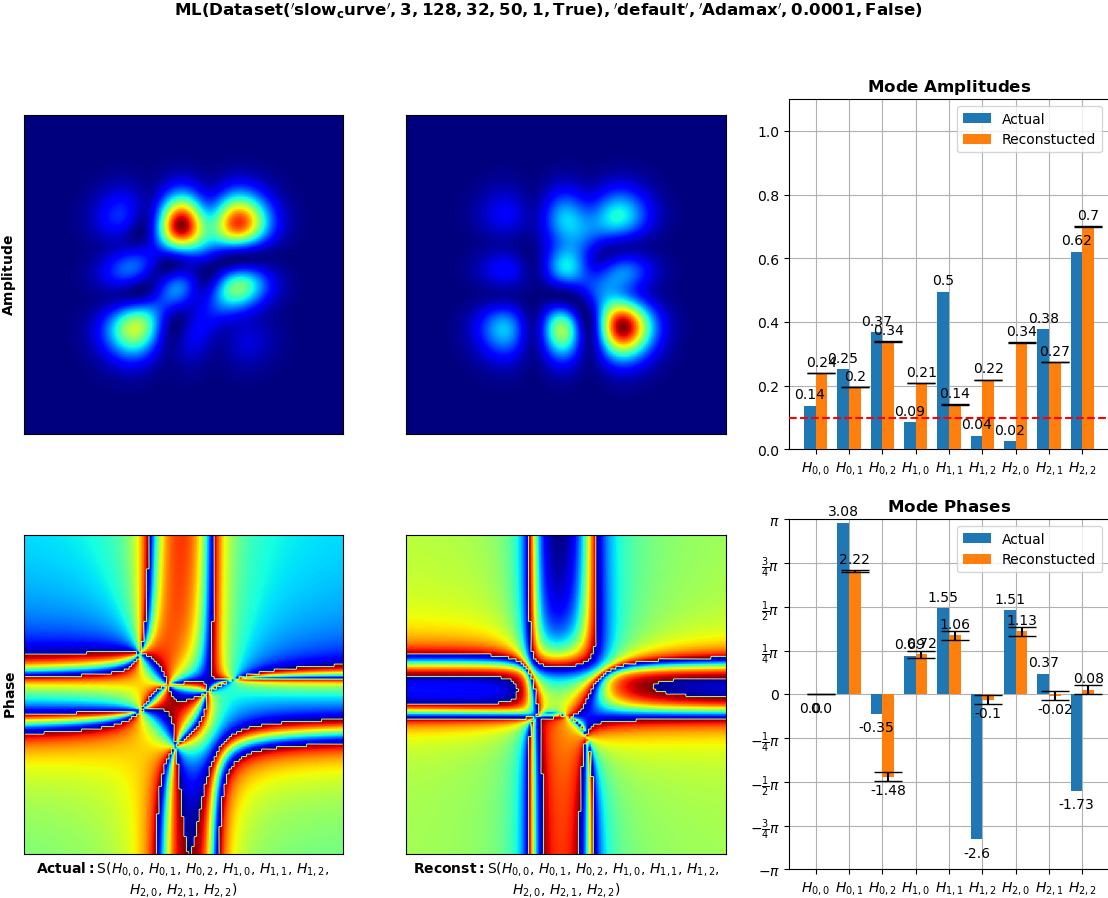 ML(Dataset('slow_curve', 3, 128, 32, 50, 1, True), 'default', 'Adamax', 0.0001, False)
Amplitude
Mode Amplitudes
Actual
Reconstucted
1.0
0.8
0.6
0.4
0.2
0.0
0.14
0.24
0.25
0.2
0.37
0.34
0.09
0.21
0.5
0.14
0.04
0.22
0.02
0.34
0.38
0.27
0.62
0.7
H0,0 H0,1 H0,2 H1,0 H1,1 H1,2 H2,0 H2,1 H2,2
Phase
Mode Phases
Actual
Reconstucted
π
3/4π
1/2π
1/4π
0
−1/4π
−1/2π
−3/4π
−π
0.0
0.0
3.08
2.22
-0.35
-1.48
0.69
0.72
1.55
1.06
-2.6
-0.1
1.51
1.13
0.37
-0.02
-1.73
0.08
H0,0 H0,1 H0,2 H1,0 H1,1 H1,2 H2,0 H2,1 H2,2
Actual: S(H0,0, H0,1, H0,2, H1,0, H1,1, H1,2,
H2,0, H2,1, H2,2)
Reconst: S(H0,0, H0,1, H0,2, H1,0, H1,1, H1,2,
H2,0, H2,1, H2,2)